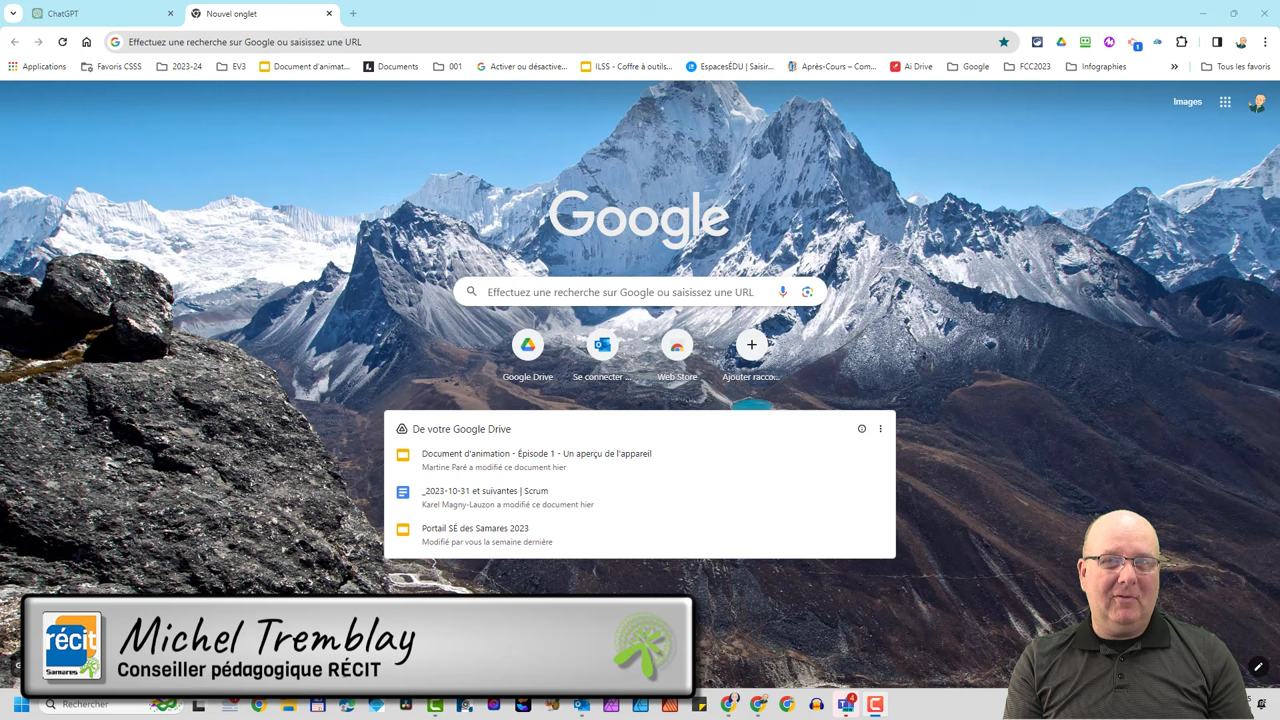 ChatGPT
Nouvel onglet
Effectuez une recherche sur Google ou saisissez une URL
1
Applications
Favoris CSSS
2023-24
EV3
Document d'animat...
Documents
001
Activer ou désactive...
ILSS - Coffre à outils...
EspacesÉDU | Saisir...
Après-Cours – Com...
Ai Drive
Google
FCC2023
Infographies
»
Tous les favoris
Images
Google
Effectuez une recherche sur Google ou saisissez une URL
Google Drive
Se connecter ...
Web Store
Ajouter racco...
De votre Google Drive
Document d'animation - Épisode 1 - Un aperçu de l'appareil
Martine Paré a modifié ce document hier
_2023-10-31 et suivantes | Scrum
Karel Magny-Lauzon a modifié ce document hier
Portail SÉ des Samares 2023
Modifié par vous la semaine dernière
récit
Samares
Michel Tremblay
Conseiller pédagogique RÉCIT
Rechercher
4